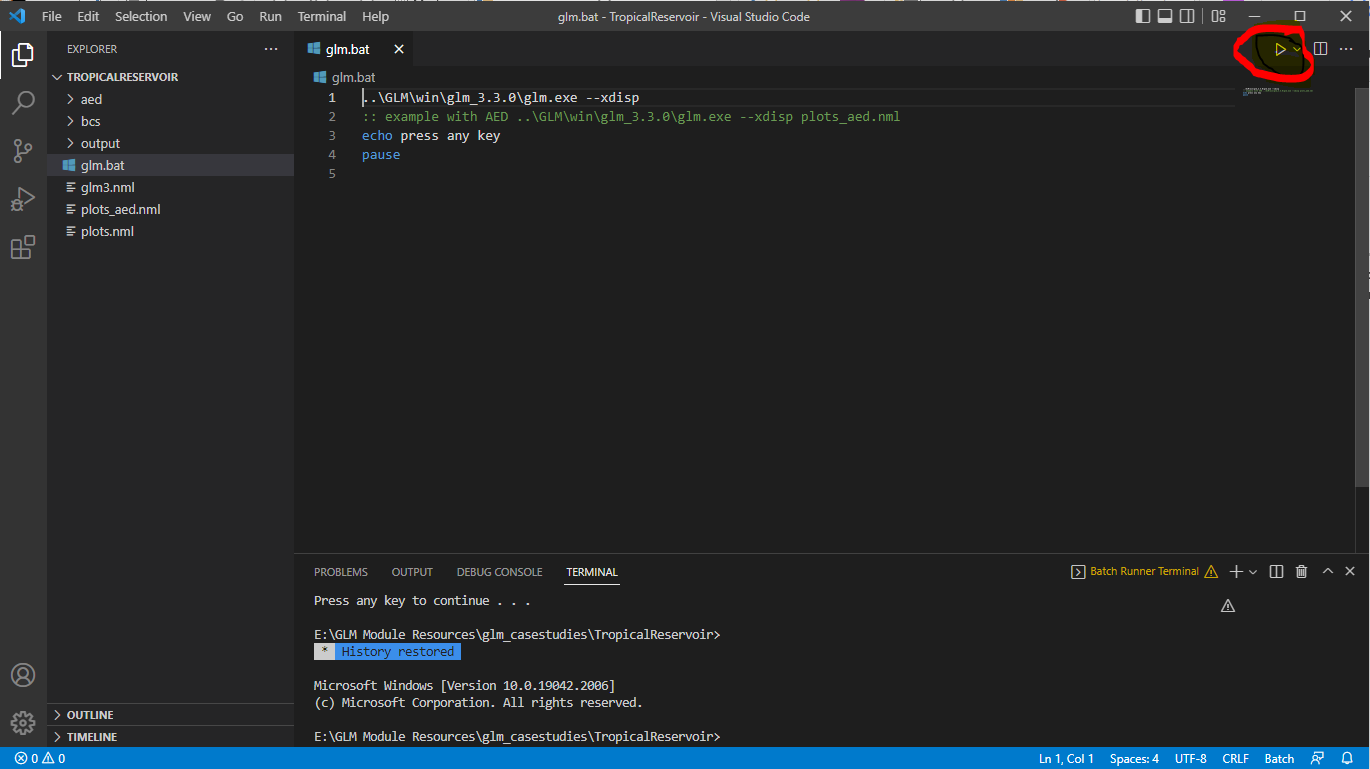 File Edit Selection View Go Run Terminal Help
glm.bat - TropicalReservoir - Visual Studio Code
EXPLORER
TROPICALRESERVOIR
aed
bcs
output
glm.bat
glm3.nml
plots_aed.nml
plots.nml
OUTLINE
TIMELINE
glm.bat
glm.bat
1 ..\GLM\win\glm_3.3.0\glm.exe --xdisp
2 :: example with AED ..\GLM\win\glm_3.3.0\glm.exe --xdisp plots_aed.nml
3 echo press any key
4 pause
5
PROBLEMS OUTPUT DEBUG CONSOLE TERMINAL
Batch Runner Terminal
Press any key to continue . . .
E:\GLM Module Resources\glm_casestudies\TropicalReservoir>
* History restored
Microsoft Windows [Version 10.0.19042.2006]
(c) Microsoft Corporation. All rights reserved.
E:\GLM Module Resources\glm_casestudies\TropicalReservoir>
0 0
Ln 1, Col 1 Spaces: 4 UTF-8 CRLF Batch